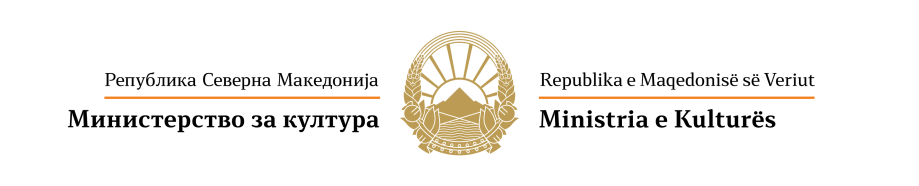 Република Северна Македонија
Министерство за култура
Republika e Maqedonisë së Veriut
Ministria e Kulturës